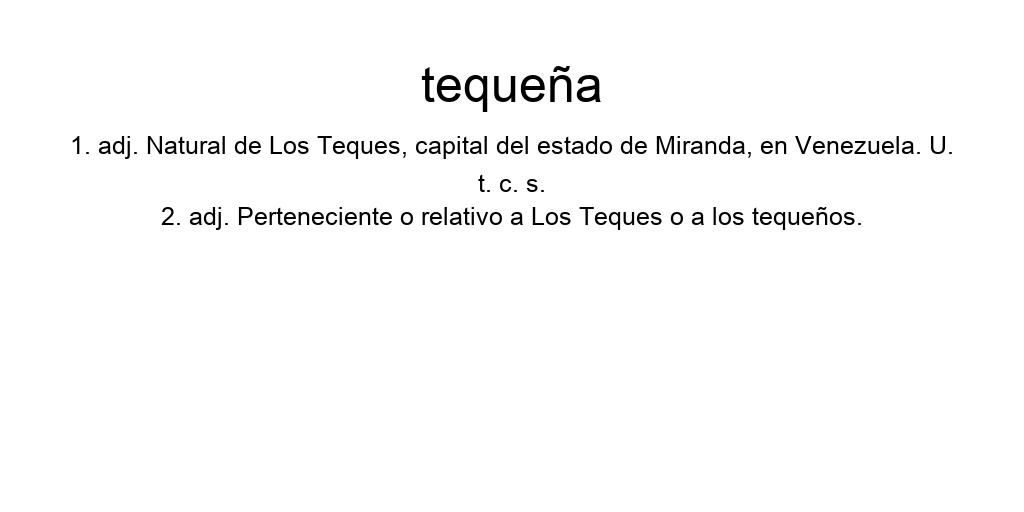 tequeña
1. adj. Natural de Los Teques, capital del estado de Miranda, en Venezuela. U.
t. c. s.
2. adj. Perteneciente o relativo a Los Teques o a los tequeños.